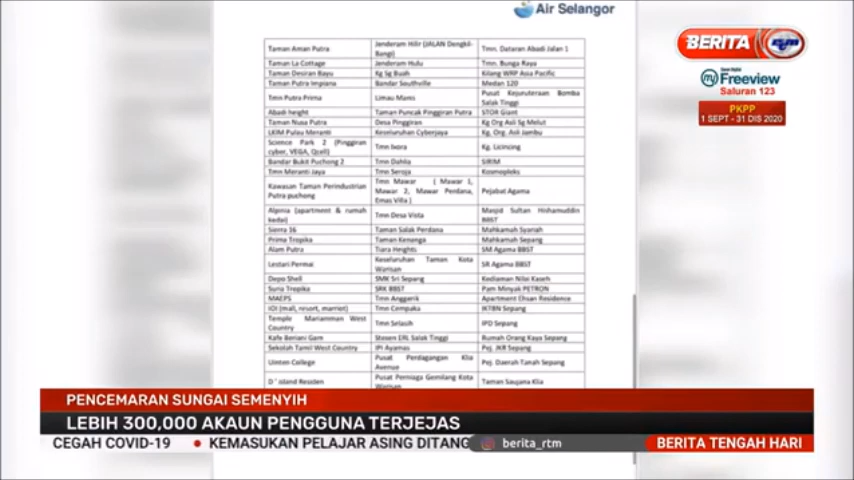 Air Selangor
BERITA RTM
Freeview
Saluran 123
PKPP
1 SEPT - 31 DIS 2020
Taman Aman Putra Jenderam Hilir (JALAN Dengkil- Tmn. Dataran Abadi Jalan 1
Bangi)
Taman La Cottage Jenderam Hulu Tmn. Bunga Raya
Taman Desiran Bayu Kg Sg Buah Kilang WRP Asia Pacific
Taman Putra Impiana Bandar Southville Medan 120
Tmn Putra Prima Limau Manis Pusat Kejuruteraan Bomba
Salak Tinggi
Abadi height Taman Puncak Pinggiran Putra STOR Giant
Taman Nusa Putra Desa Pinggiran Kg Org Asli Sg Melut
LKIM Pulau Meranti Keseluruhan Cyberjaya Kg, Org, Asli Jambu
Science Park 2 (Pinggiran Tmn Ixora Kg. Licincing
cyber, VEGA, Qcell)
Bandar Bukit Puchong 2 Tmn Dahlia SIRIM
Tmn Meranti Jaya Tmn Seroja Kosmopleks
Kawasan Taman Perindustrian Tmn Mawar ( Mawar 1, Pejabat Agama
Putra puchong Mawar 2, Mawar Perdana,
Emas Villa )
Alpinia (apartment & rumah Tmn Desa Vista Masjid Sultan Hishamuddin
kedai) BBST
Sierra 16 Taman Salak Perdana Mahkamah Syariah
Prima Tropika Taman Kenanga Mahkamah Sepang
Alam Putra Tiara Heights SM Agama BBST
Lestari Permai Keseluruhan Taman Kota SR Agama BBST
Warisan
Depo Shell SMK Sri Sepang Kediaman Nilai Kaseh
Suria Tropika SRK BBST Pam Minyak PETRON
MAEPS Tmn Anggerik Apartment Ehsan Residence
IOI (mall, resort, marriet) Tmn Cempaka IKTBN Sepang
Temple Mariamman West Tmn Selasih IPD Sepang
Country
Kafe Beriani Gam Stesen ERL Salak Tinggi Rumah Orang Kaya Sepang
Sekolah Tamil West Country IPI Ayamas Pej. JKR Sepang
Uinten College Pusat Perdagangan Klia Pej. Daerah Tanah Sepang
Avenue
D ' island Residen Pusat Perniaga Gemilang Kota Taman Saujana Klia
Warisan
PENCEMARAN SUNGAI SEMENYIH
LEBIH 300,000 AKAUN PENGGUNA TERJEJAS
CEGAH COVID-19 • KEMASUKAN PELAJAR ASING DITANG
berita_rtm
BERITA TENGAH HARI